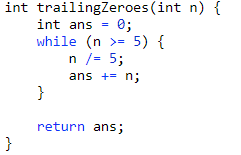 int trailingZeroes(int n) {
    int ans = 0;
    while (n >= 5) {
        n /= 5;
        ans += n;
    }

    return ans;
}